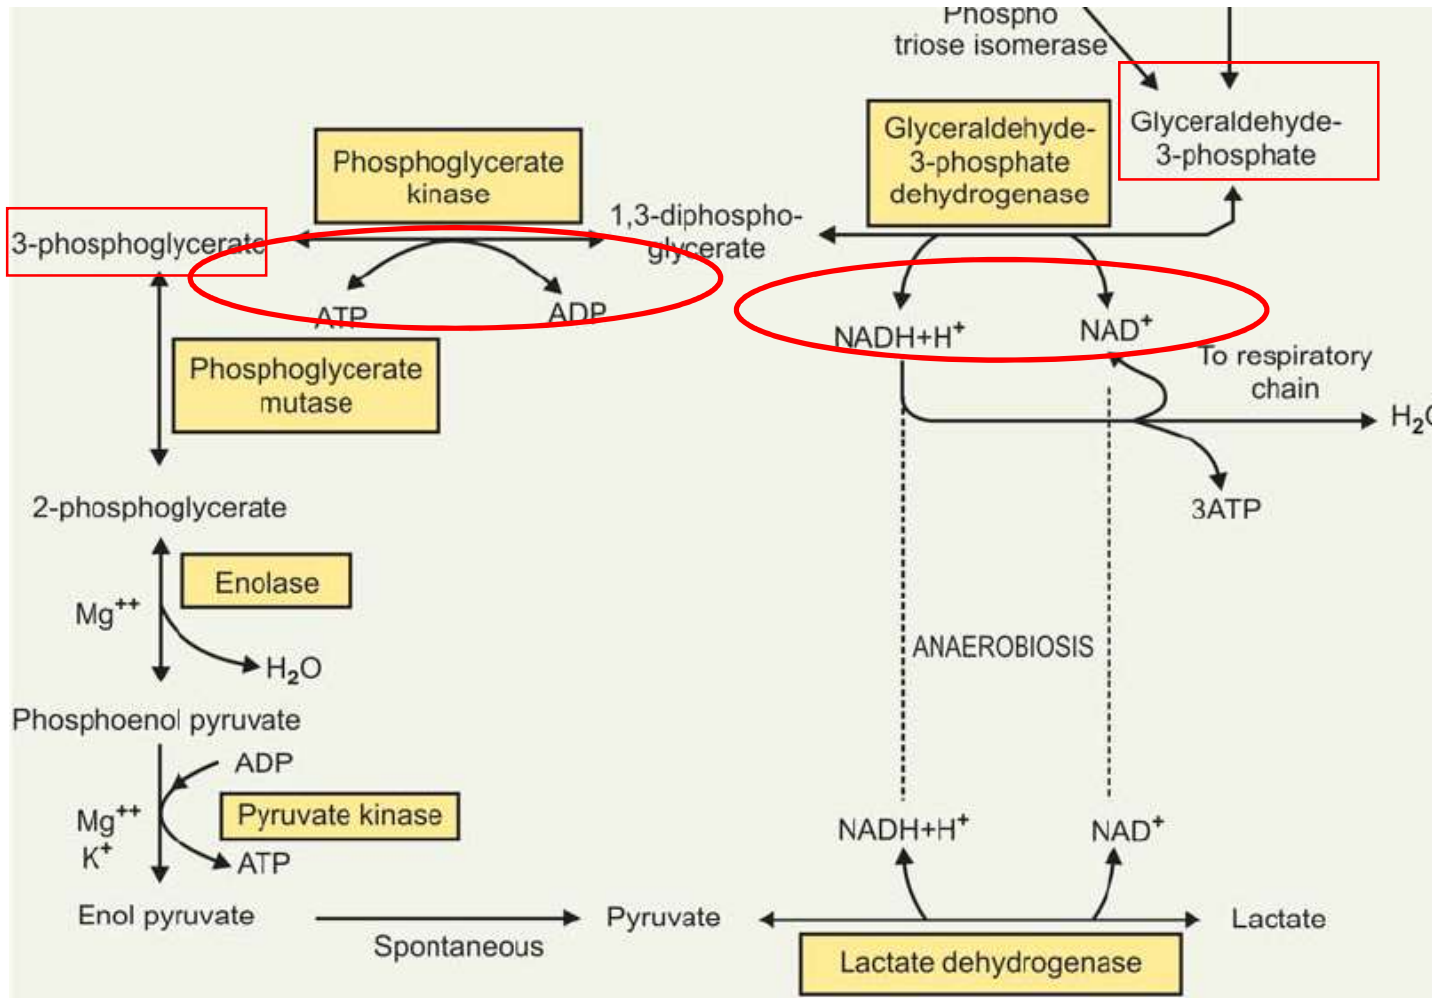 Phospho
triose isomerase
Glyceraldehyde-
3-phosphate
dehydrogenase
Glyceraldehyde-
3-phosphate
Phosphoglycerate
kinase
3-phosphoglycerate
1,3-diphospho-
glycerate
ATP
ADP
NADH+H⁺
NAD⁺
To respiratory
chain
H₂O
3ATP
Phosphoglycerate
mutase
2-phosphoglycerate
Enolase
Mg⁺⁺
H₂O
ANAEROBIOSIS
Phosphoenol pyruvate
ADP
Mg⁺⁺
K⁺
Pyruvate kinase
ATP
NADH+H⁺
NAD⁺
Enol pyruvate
Spontaneous
Pyruvate
Lactate
Lactate dehydrogenase